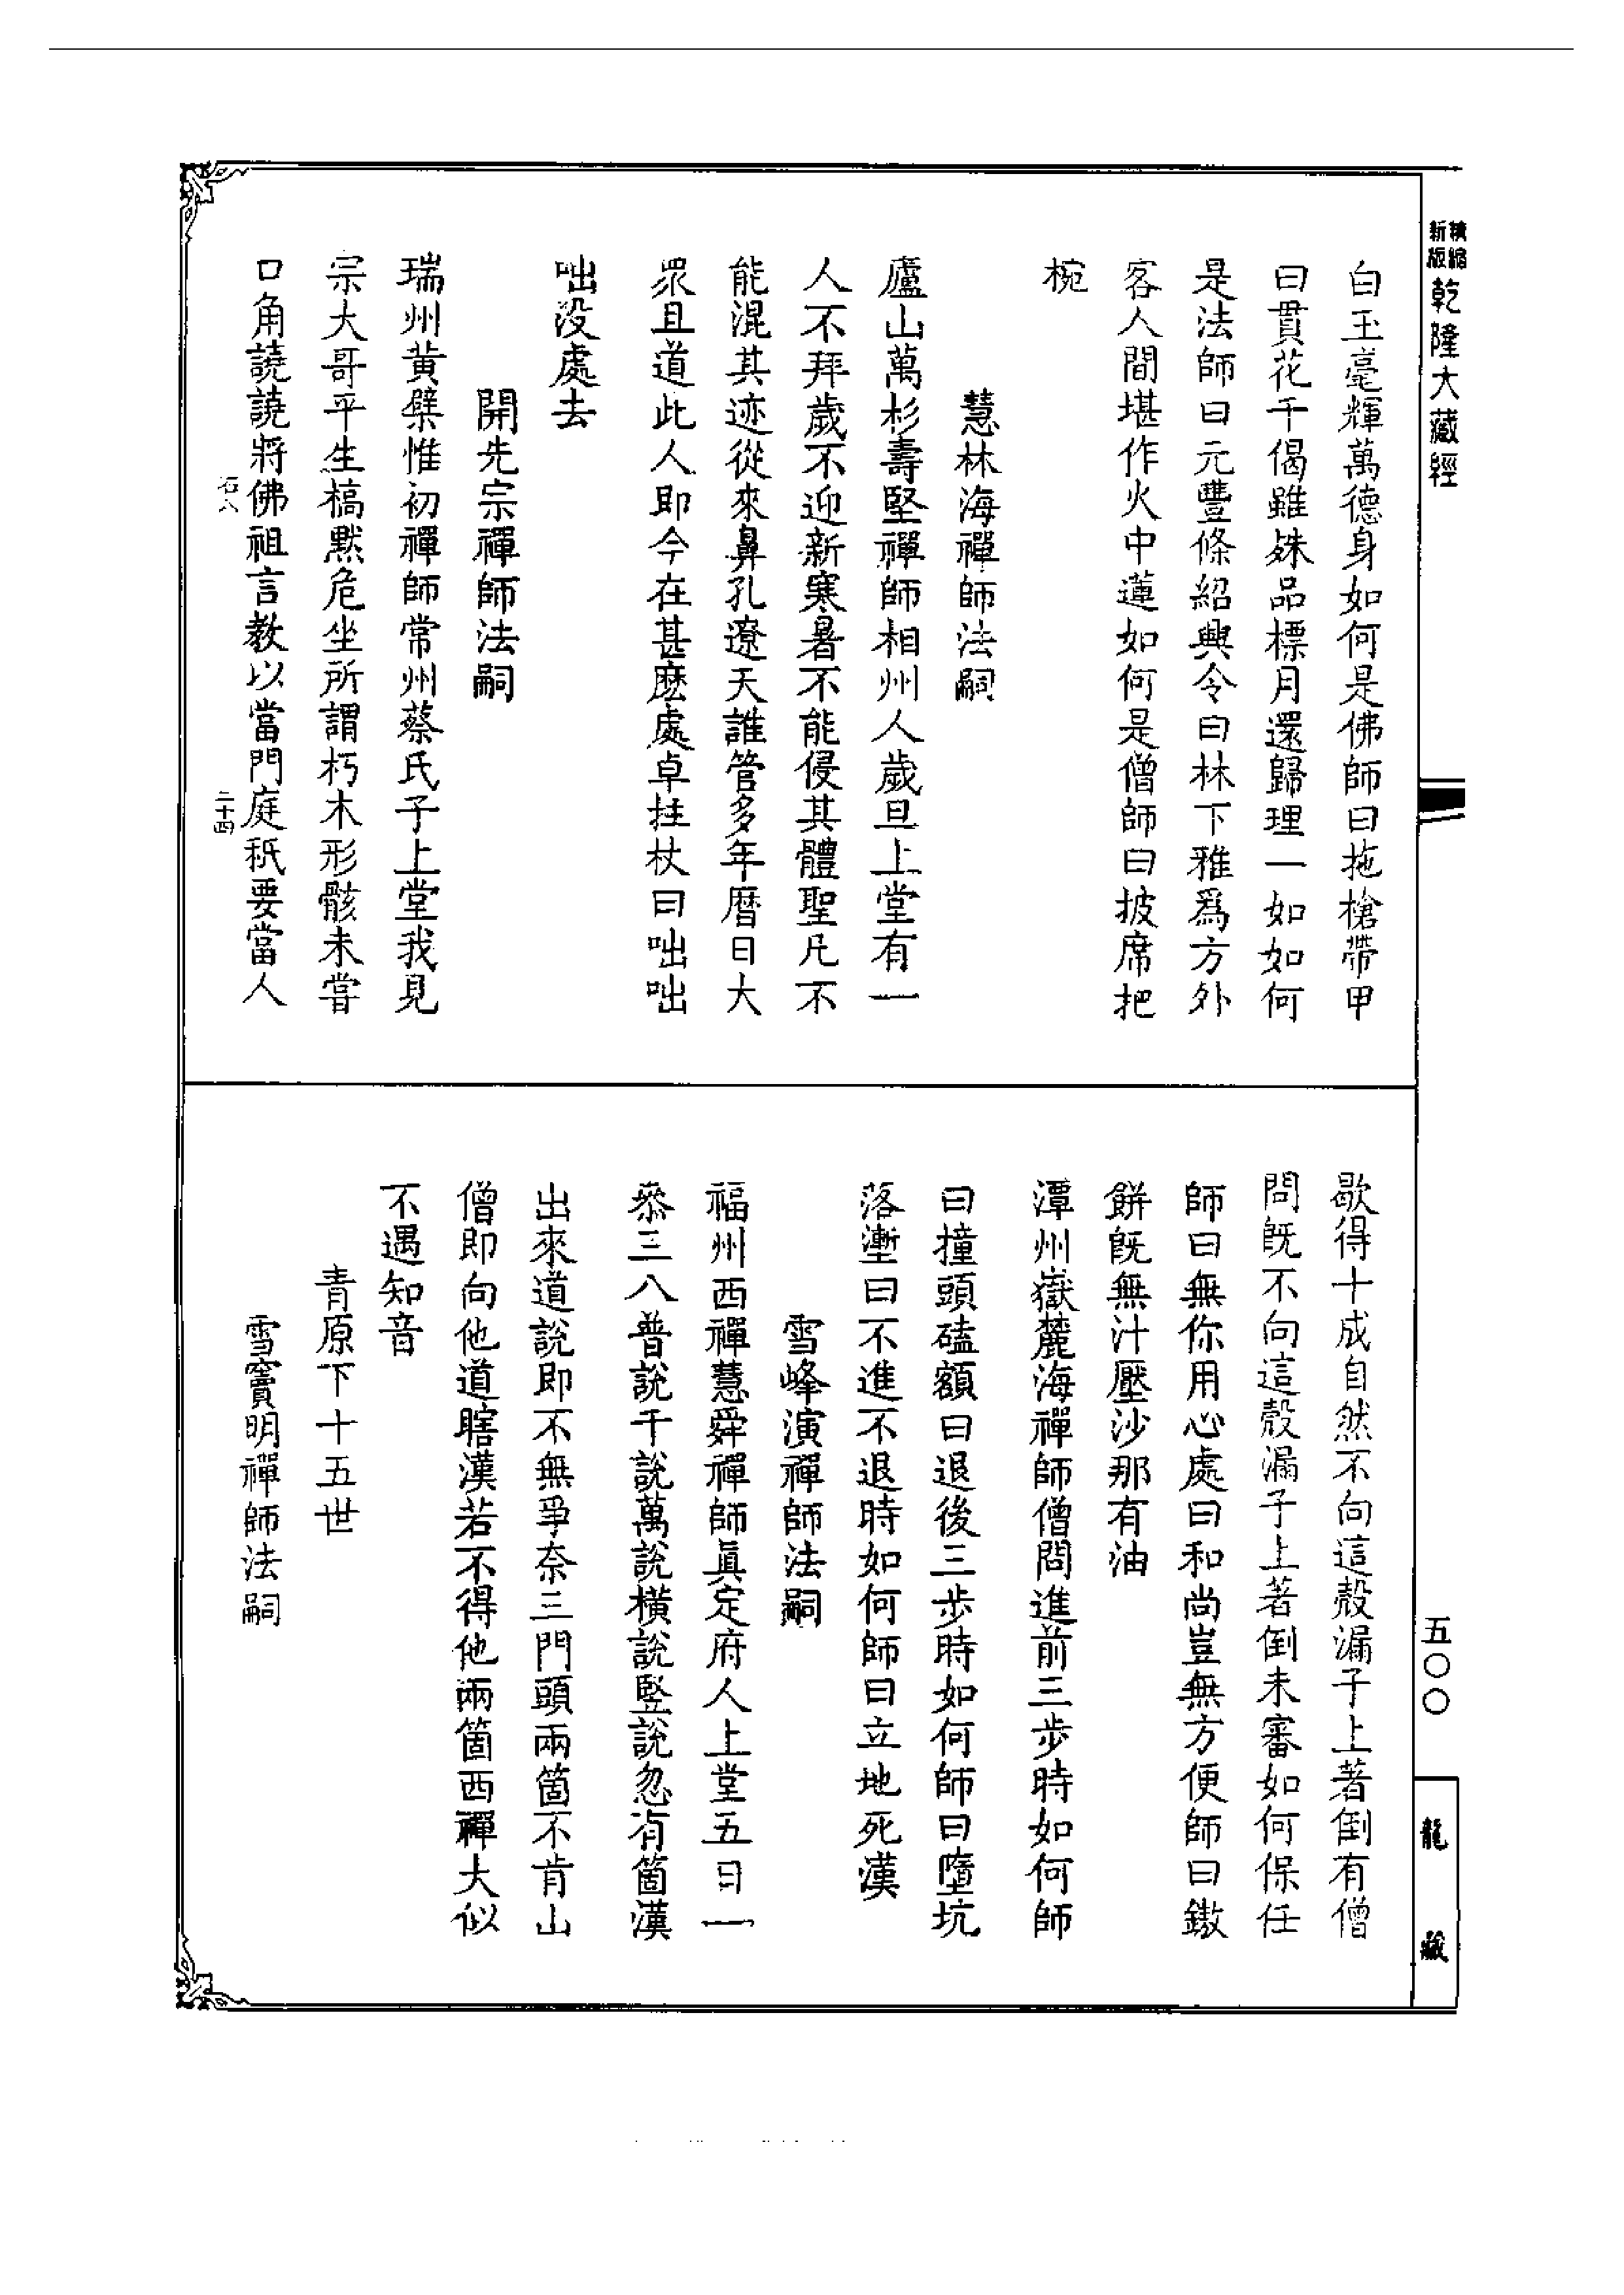 精縮新版乾隆大藏經
白玉毫輝萬德身如何是佛師曰拖槍帶甲
曰貫花千偈雖殊品標月還歸理一如如何
是法師曰元豐條紹興令曰林下雅爲方外
客人間堪作火中蓮如何是僧師曰披席把
椀
慧林海禪師法嗣
廬山萬杉壽堅禪師相州人歲旦上堂有一
人不拜歲不迎新寒暑不能侵其體聖凡不
能混其迹從來鼻孔遼天誰管多年曆日大
眾且道此人即今在甚麽處卓拄杖曰咄咄
咄没處去
開先宗禪師法嗣
瑞州黄檗惟初禪師常州蔡氏子上堂我見
宗大哥平生槁默危坐所謂朽木形骸未嘗
口角譊譊將佛祖言教以當門庭秖要當人
二十四
歇得十成自然不向這殼漏子上著倒有僧
問既不向這殼漏子上著倒未審如何保任
師曰無你用心處曰和尚豈無方便師曰鏾
餅既無汁壓沙那有油
潭州嶽麓海禪師僧問進前三步時如何師
曰撞頭磕額曰退後三步時如何師曰墮坑
落壍曰不進不退時如何師曰立地死漢
雪峰演禪師法嗣
福州西禪慧舜禪師真定府人上堂五日一
叅三八普說千說萬說橫說竪說忽有箇漢
出來道說即不無爭奈三門頭兩箇不肯山
僧即向他道瞎漢若不得他兩箇西禪大似
不遇知音
青原下十五世
雪竇明禪師法嗣
五〇〇
龍藏